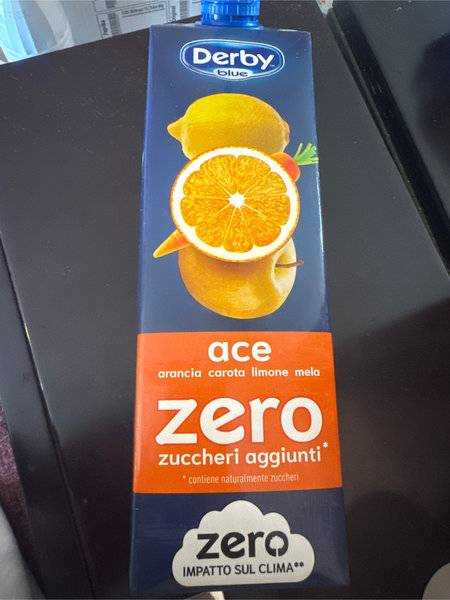 Derby
blue
ace
arancia carota limone mela
zero
zuccheri aggiunti*
* contiene naturalmente zuccheri
zero
IMPATTO SUL CLIMA**